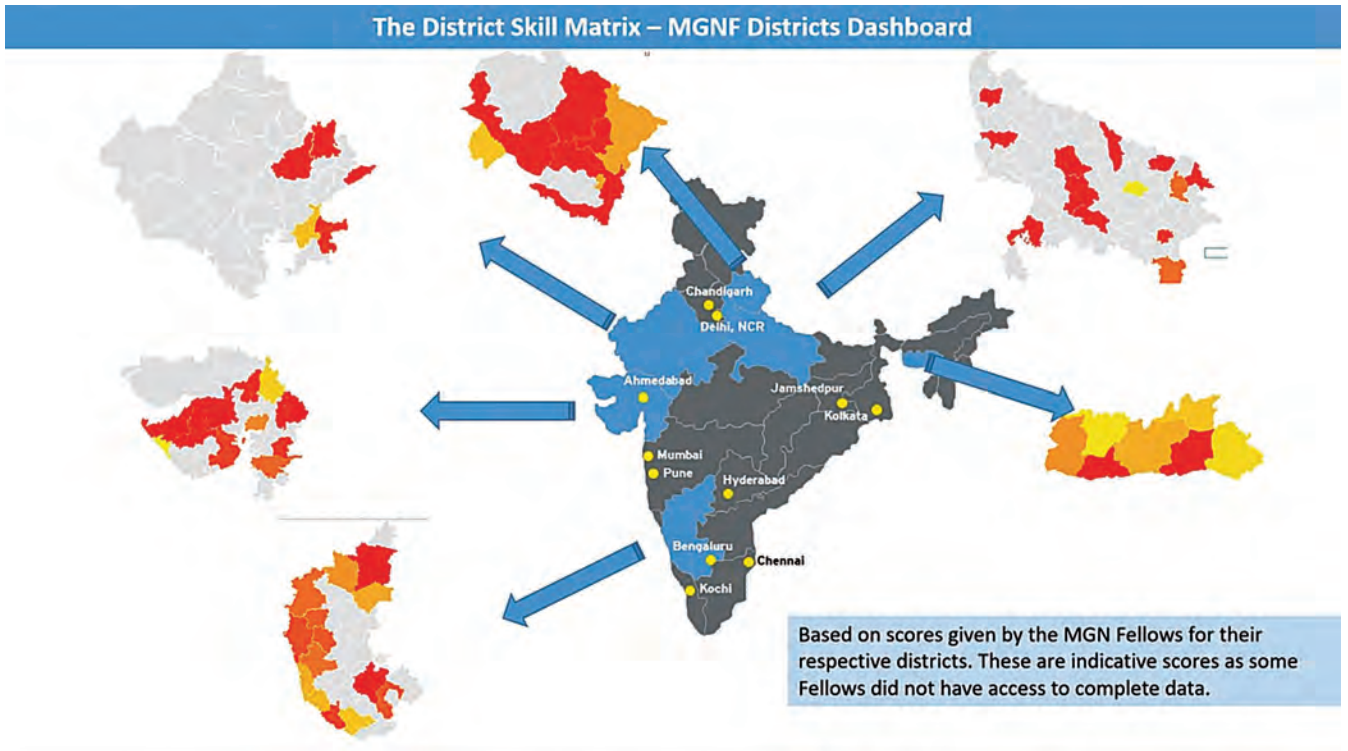 The District Skill Matrix – MGNF Districts Dashboard
Chandigarh
Delhi, NCR
Ahmedabad
Jamshedpur
Kolkata
Mumbai
Pune
Hyderabad
Bengaluru
Chennai
Kochi
Based on scores given by the MGN Fellows for their
respective districts. These are indicative scores as some
Fellows did not have access to complete data.